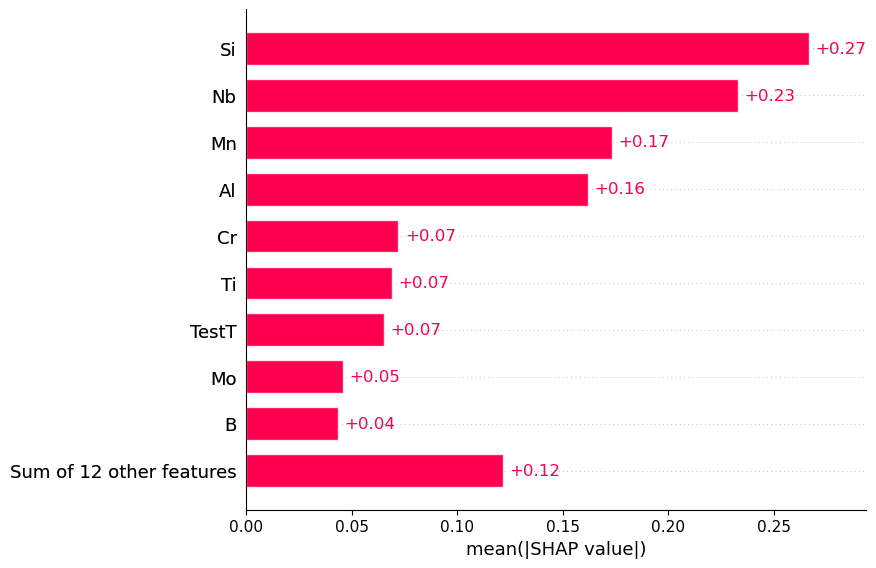 Si +0.27
Nb +0.23
Mn +0.17
Al +0.16
Cr +0.07
Ti +0.07
TestT +0.07
Mo +0.05
B +0.04
Sum of 12 other features +0.12
0.00 0.05 0.10 0.15 0.20 0.25
mean(|SHAP value|)